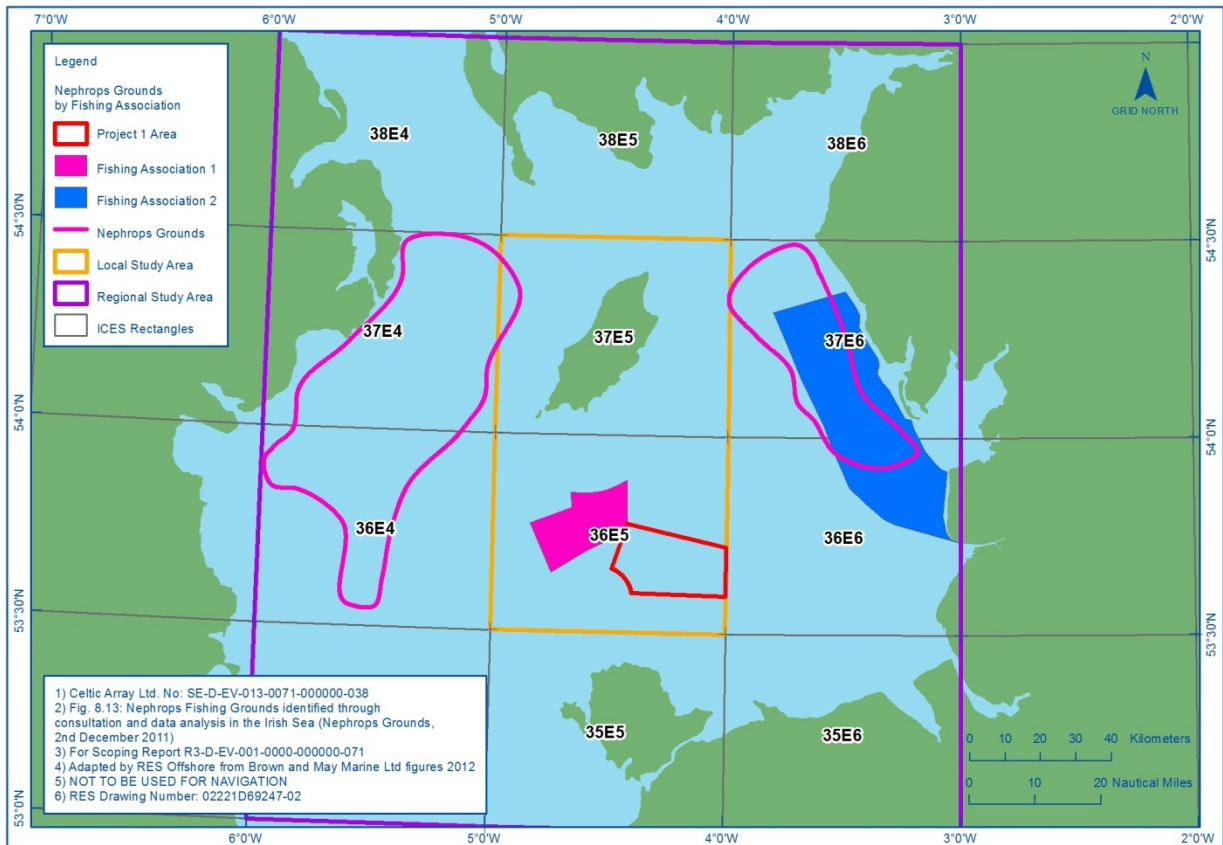 7°0'W
6°0'W
5°0'W
4°0'W
3°0'W
2°0'W
Legend
Nephrops Grounds
by Fishing Association
Project 1 Area
Fishing Association 1
Fishing Association 2
Nephrops Grounds
Local Study Area
Regional Study Area
ICES Rectangles
N
GRID NORTH
38E4
38E5
38E6
54°30'N
54°30'N
37E4
37E5
37E6
54°0'N
54°0'N
36E4
36E5
36E6
53°30'N
53°30'N
35E5
35E6
1) Celtic Array Ltd. No: SE-D-EV-013-0071-000000-038
2) Fig. 8.13: Nephrops Fishing Grounds identified through
consultation and data analysis in the Irish Sea (Nephrops Grounds,
2nd December 2011)
3) For Scoping Report R3-D-EV-001-0000-000000-071
4) Adapted by RES Offshore from Brown and May Marine Ltd figures 2012
5) NOT TO BE USED FOR NAVIGATION
6) RES Drawing Number: 02221D69247-02
0 10 20 30 40 Kilometers
0 10 20 Nautical Miles
53°0'N
6°0'W
5°0'W
4°0'W
3°0'W
2°0'W